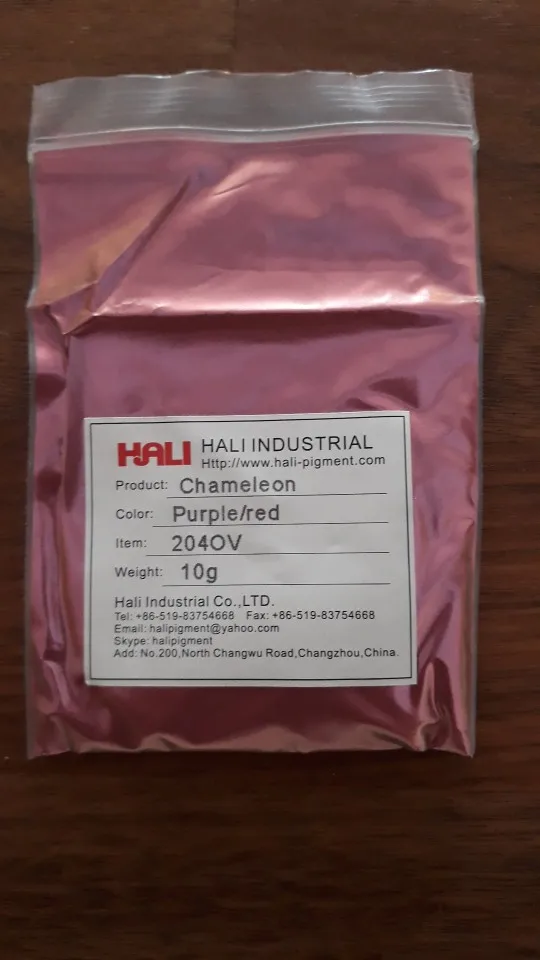 HALI HALI INDUSTRIAL
Http://www.hali-pigment.com
Product: Chameleon
Color: Purple/red
Item: 204OV
Weight: 10g
Hali Industrial Co.,LTD.
Tel: +86-519-83754668 Fax: +86-519-83754668
Email: halipigment@yahoo.com
Skype: halipigment
Add: No.200,North Changwu Road,Changzhou,China.